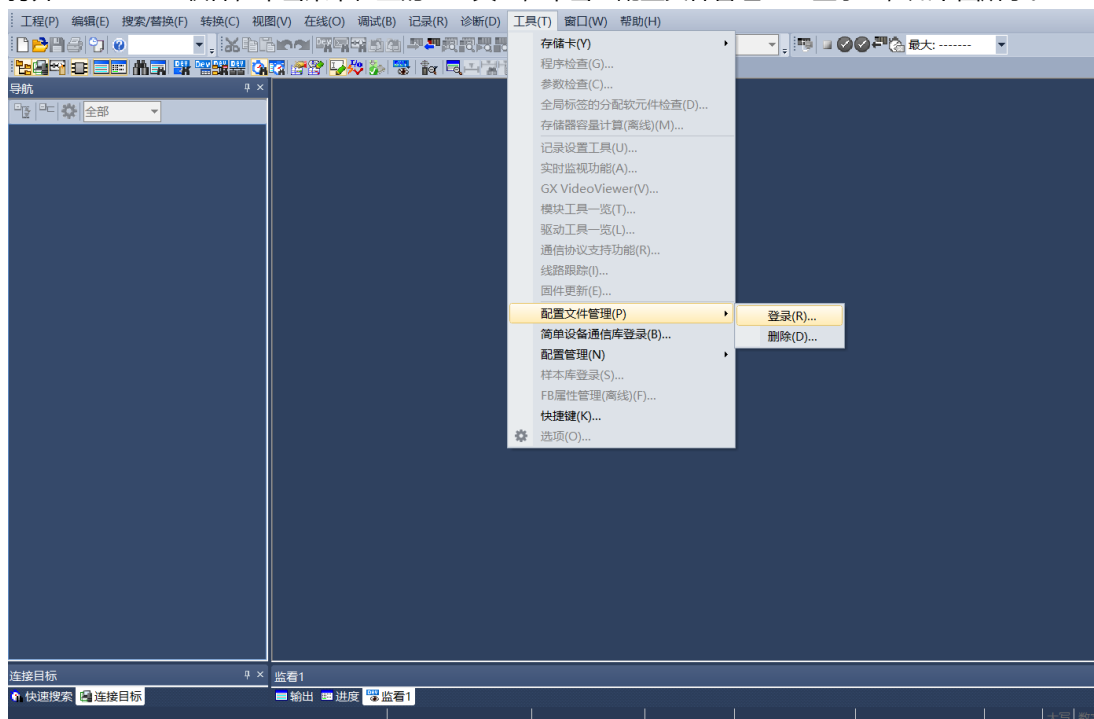 工程(P) 编辑(E) 搜索/替换(F) 转换(C) 视图(V) 在线(O) 调试(B) 记录(R) 诊断(D) 工具(T) 窗口(W) 帮助(H)
最大: -------
导航
全部
存储卡(Y)
程序检查(G)...
参数检查(C)...
全局标签的分配软元件检查(D)...
存储器容量计算(离线)(M)...
记录设置工具(U)...
实时监视功能(A)...
GX VideoViewer(V)...
模块工具一览(T)...
驱动工具一览(L)...
通信协议支持功能(R)...
线路跟踪(I)...
固件更新(E)...
配置文件管理(P)
登录(R)...
简单设备通信库登录(B)...
删除(D)...
配置管理(N)
样本库登录(S)...
FB属性管理(离线)(F)...
快捷键(K)...
选项(O)...
连接目标
监看1
快速搜索 连接目标
输出 进度 监看1